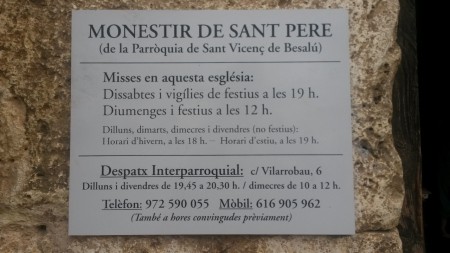 MONESTIR DE SANT PERE
(de la Parròquia de Sant Vicenç de Besalú)
Misses en aquesta església:
Dissabtes i vigílies de festius a les 19 h.
Diumenges i festius a les 12 h.
Dilluns, dimarts, dimecres i divendres (no festius):
Horari d'hivern, a les 18 h. – Horari d'estiu, a les 19 h.
Despatx Interparroquial: c/ Vilarrobau, 6
Dilluns i divendres de 19,45 a 20,30 h. / dimecres de 10 a 12 h.
Telèfon: 972 590 055 Mòbil: 616 905 962
(També a hores convingudes prèviament)